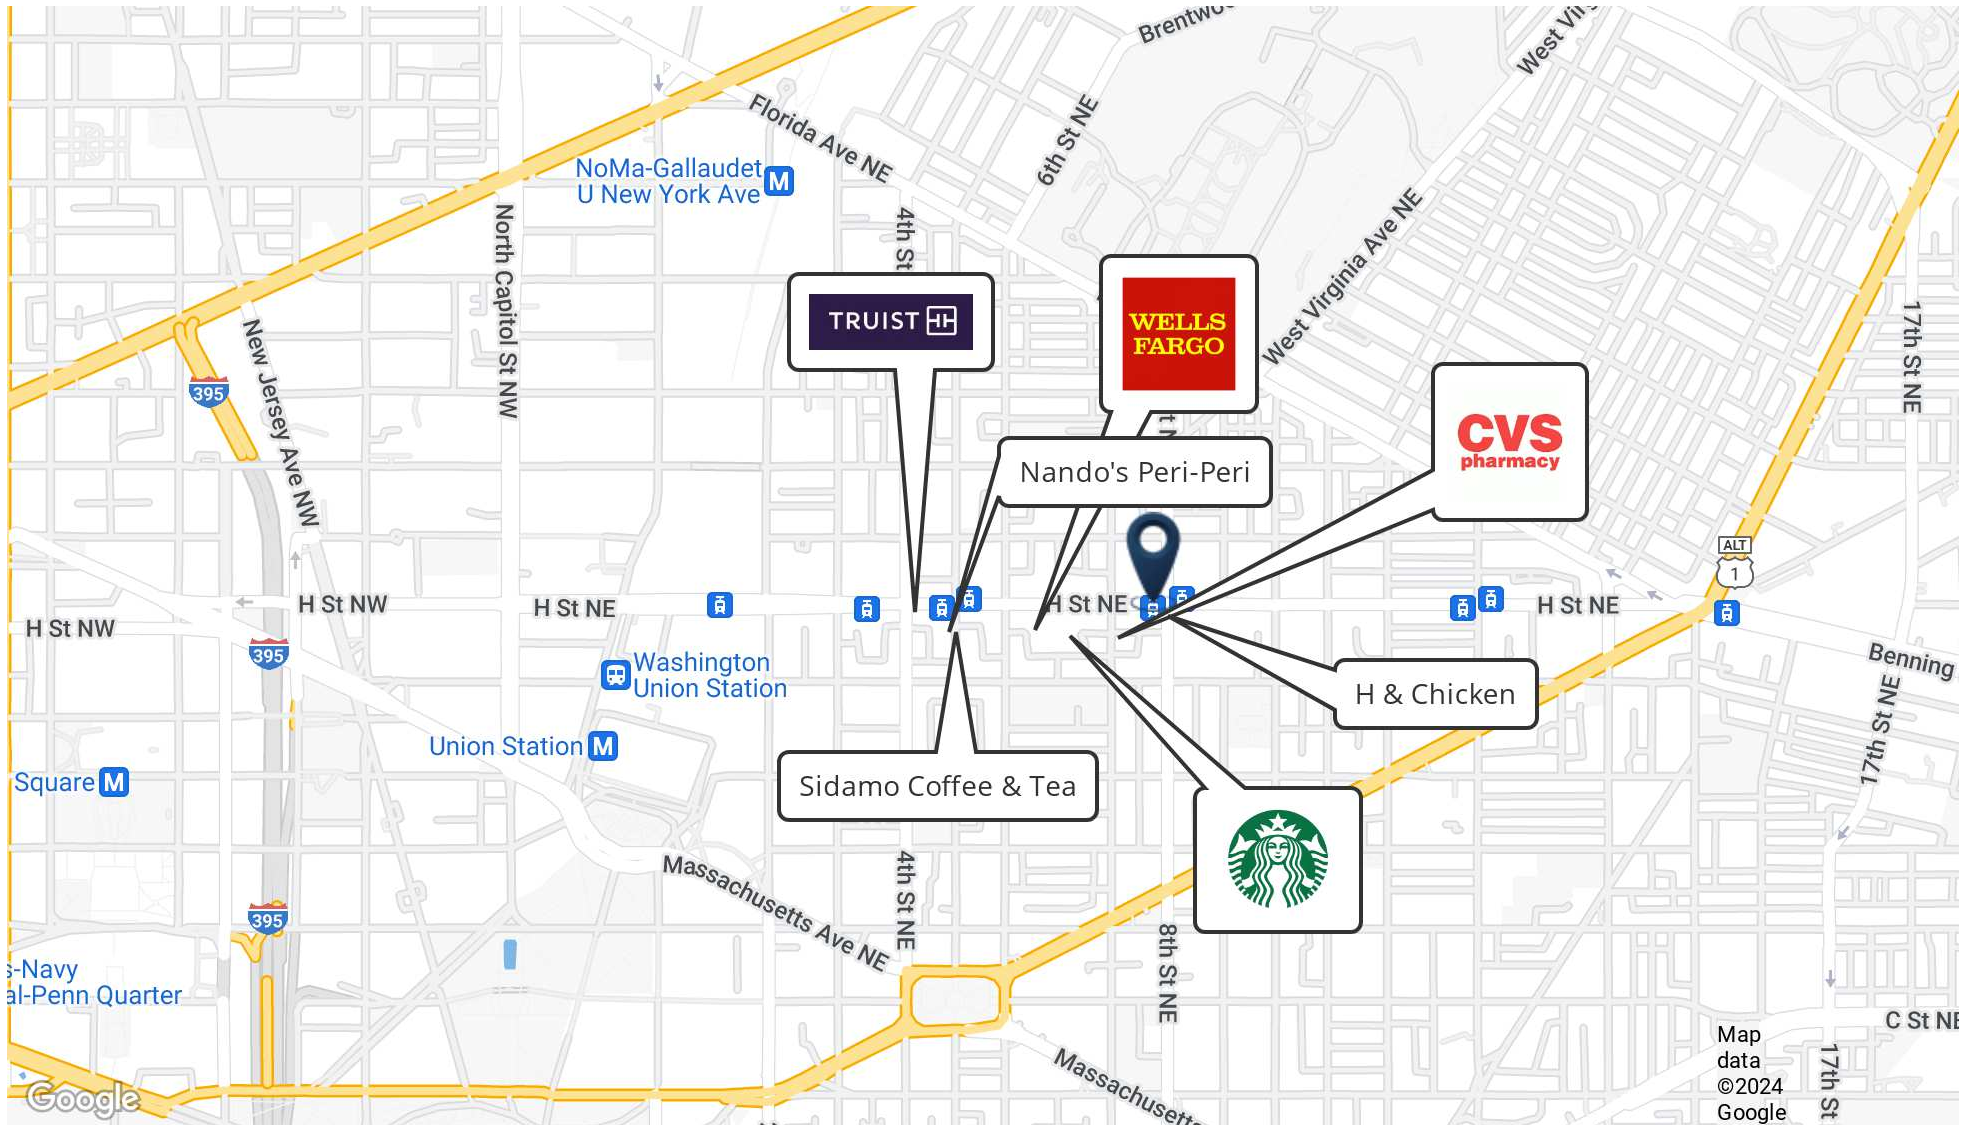 Brentwo
West Vir
Florida Ave NE
6th St NE
NoMa-Gallaudet
U New York Ave
M
4th St
North Capitol St NW
West Virginia Ave NE
TRUIST
WELLS
FARGO
17th St NE
New Jersey Ave NW
395
CVS
pharmacy
Nando's Peri-Peri
ALT
1
H St NW
H St NE
H St NE
H St NE
H St NW
395
Washington
Union Station
Benning
H & Chicken
17th St NE
Union Station M
Square M
Sidamo Coffee & Tea
Massachusetts Ave NE
4th St NE
395
8th St NE
s-Navy
al-Penn Quarter
C St NE
Massachusetts
17th St
Map
data
©2024
Google
Google